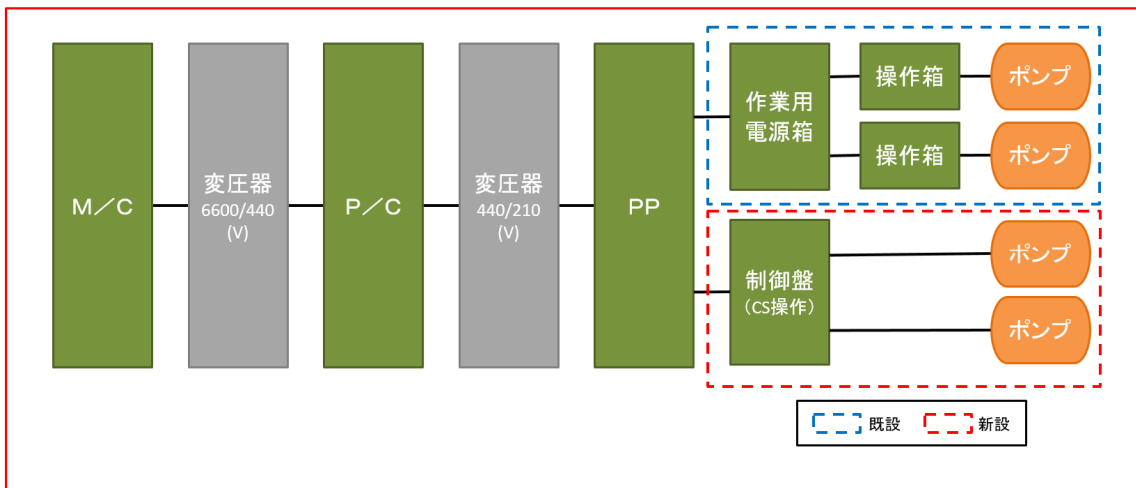 M／C
変圧器
6600/440
(V)
P／C
変圧器
440/210
(V)
PP
作業用
電源箱
操作箱
ポンプ
操作箱
ポンプ
制御盤
（CS操作）
ポンプ
ポンプ
既設
新設